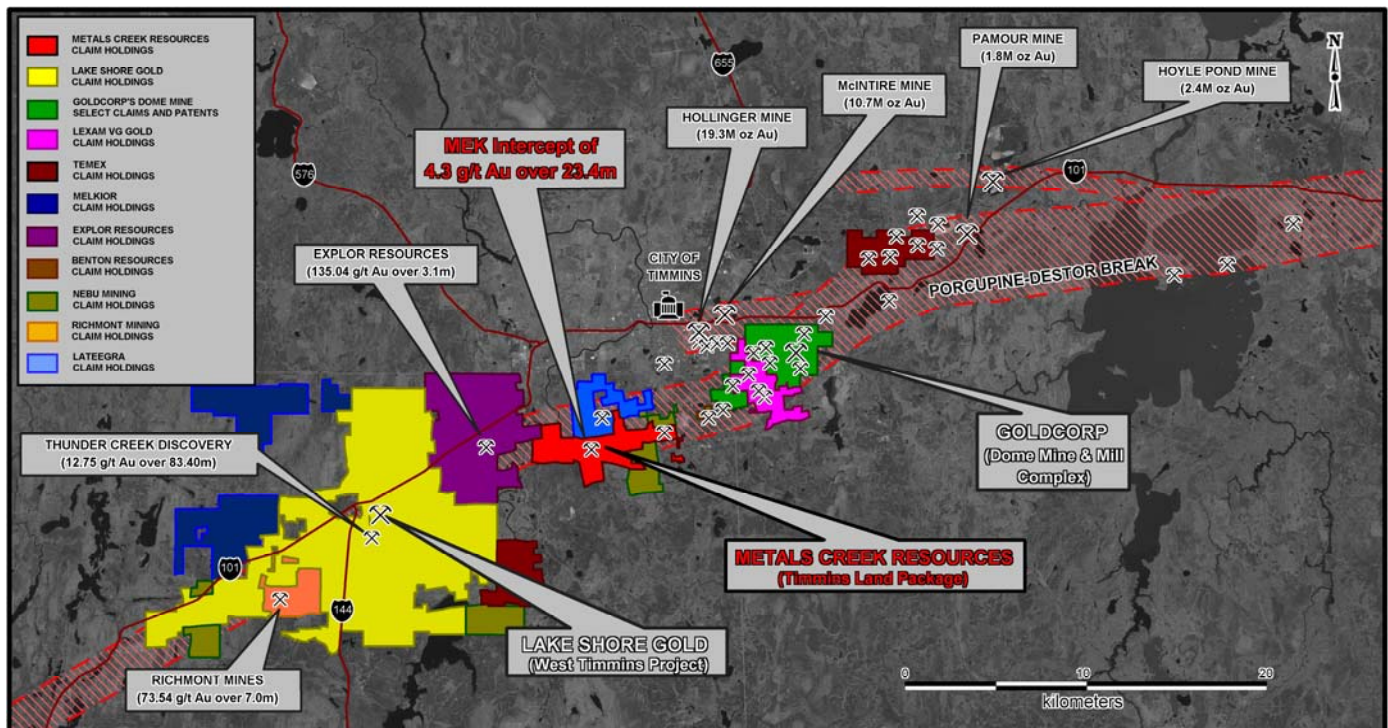 METALS CREEK RESOURCES
CLAIM HOLDINGS
LAKE SHORE GOLD
CLAIM HOLDINGS
GOLDCORP'S DOME MINE
SELECT CLAIMS AND PATENTS
LEXAM VG GOLD
CLAIM HOLDINGS
TEMEX
CLAIM HOLDINGS
MELKIOR
CLAIM HOLDINGS
EXPLOR RESOURCES
CLAIM HOLDINGS
BENTON RESOURCES
CLAIM HOLDINGS
NEBU MINING
CLAIM HOLDINGS
RICHMONT MINING
CLAIM HOLDINGS
LATEEGRA
CLAIM HOLDINGS
655
PAMOUR MINE
(1.8M oz Au)
N
HOYLE POND MINE
(2.4M oz Au)
McINTIRE MINE
(10.7M oz Au)
HOLLINGER MINE
(19.3M oz Au)
MEK Intercept of
4.3 g/t Au over 23.4m
576
101
EXPLOR RESOURCES
(135.04 g/t Au over 3.1m)
CITY OF
TIMMINS
PORCUPINE-DESTOR BREAK
THUNDER CREEK DISCOVERY
(12.75 g/t Au over 83.40m)
GOLDCORP
(Dome Mine & Mill
Complex)
METALS CREEK RESOURCES
(Timmins Land Package)
101
144
LAKE SHORE GOLD
(West Timmins Project)
RICHMONT MINES
(73.54 g/t Au over 7.0m)
0
10
20
kilometers